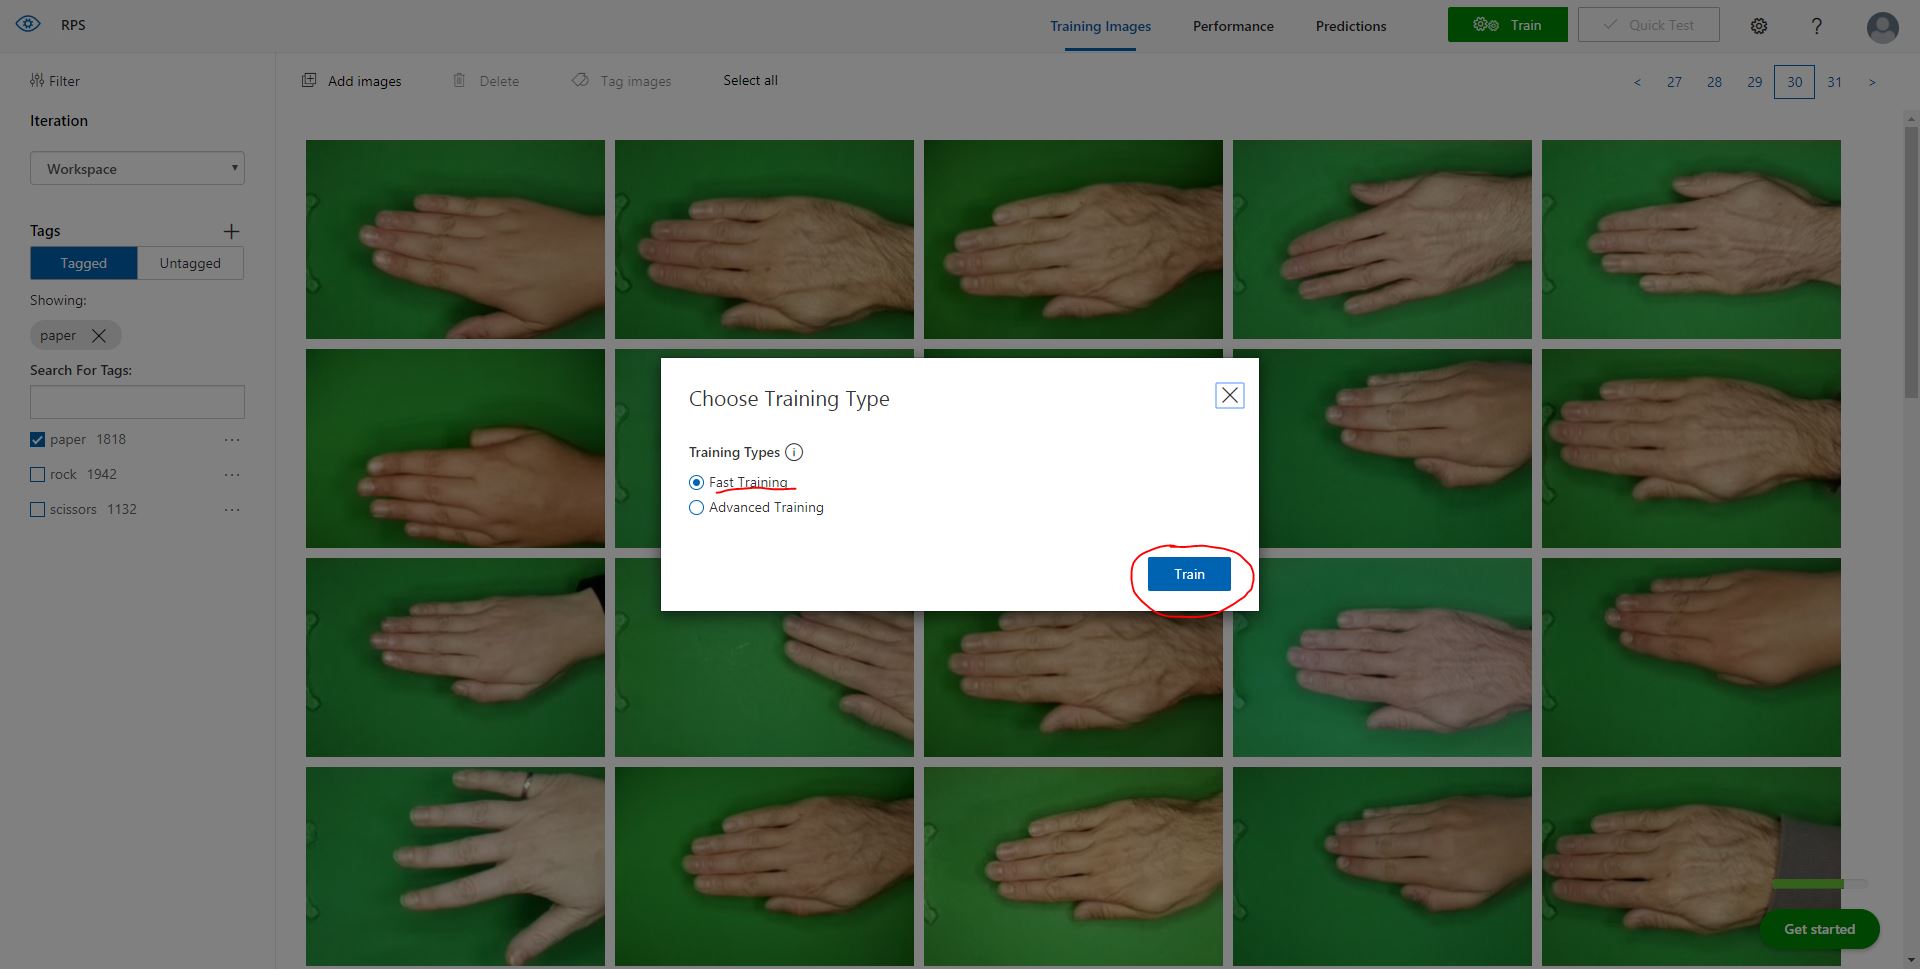 RPS
Training Images Performance Predictions Train Quick Test ?
Filter
Add images Delete Tag images Select all
< 27 28 29 30 31 >
Iteration
Workspace
Tags +
Tagged Untagged
Showing:
paper
Search For Tags:
paper 1818 ...
rock 1942 ...
scissors 1132 ...
Choose Training Type
Training Types i
Fast Training
Advanced Training
Train
Get started